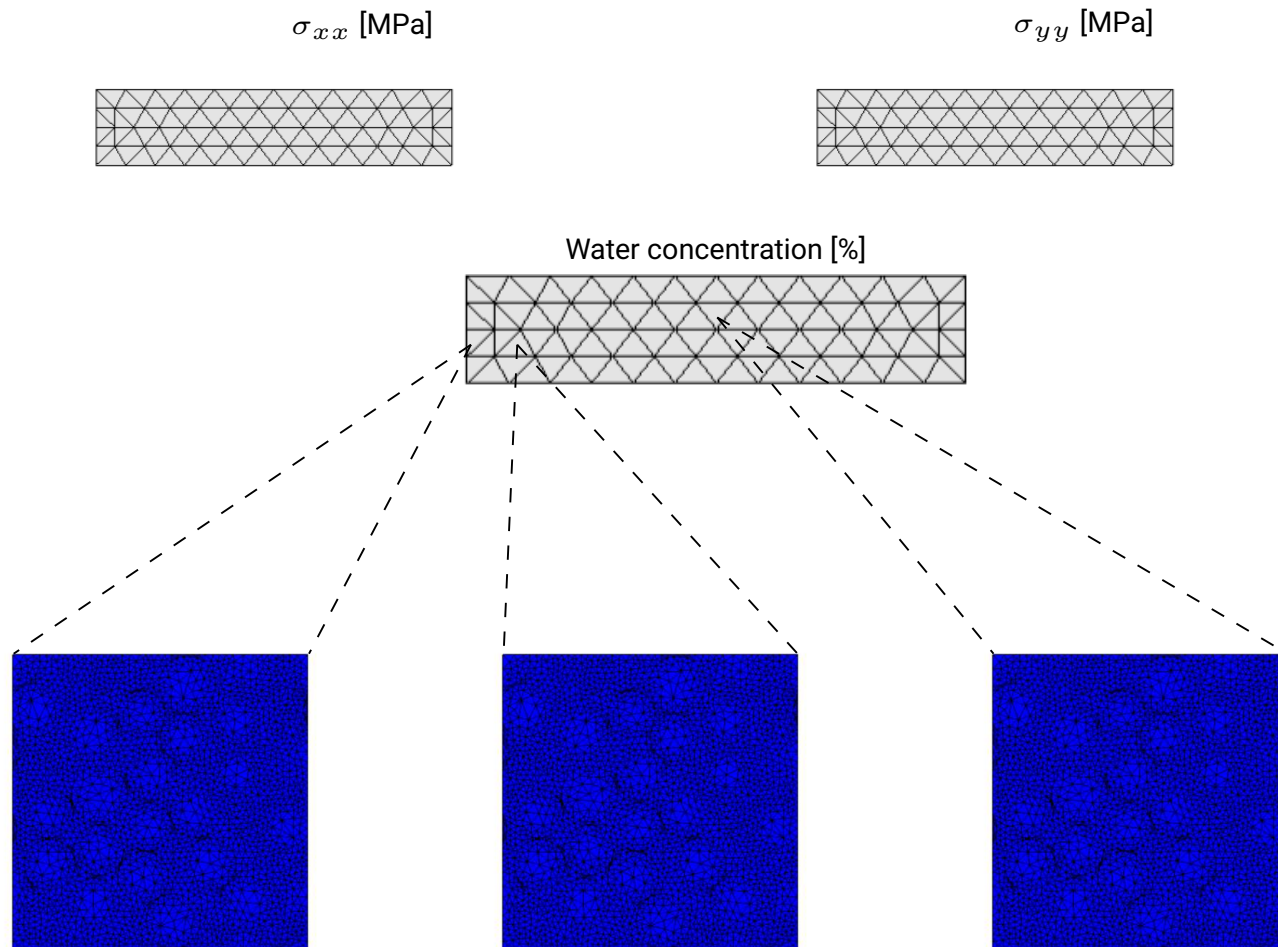 σxx [MPa]
σyy [MPa]
Water concentration [%]